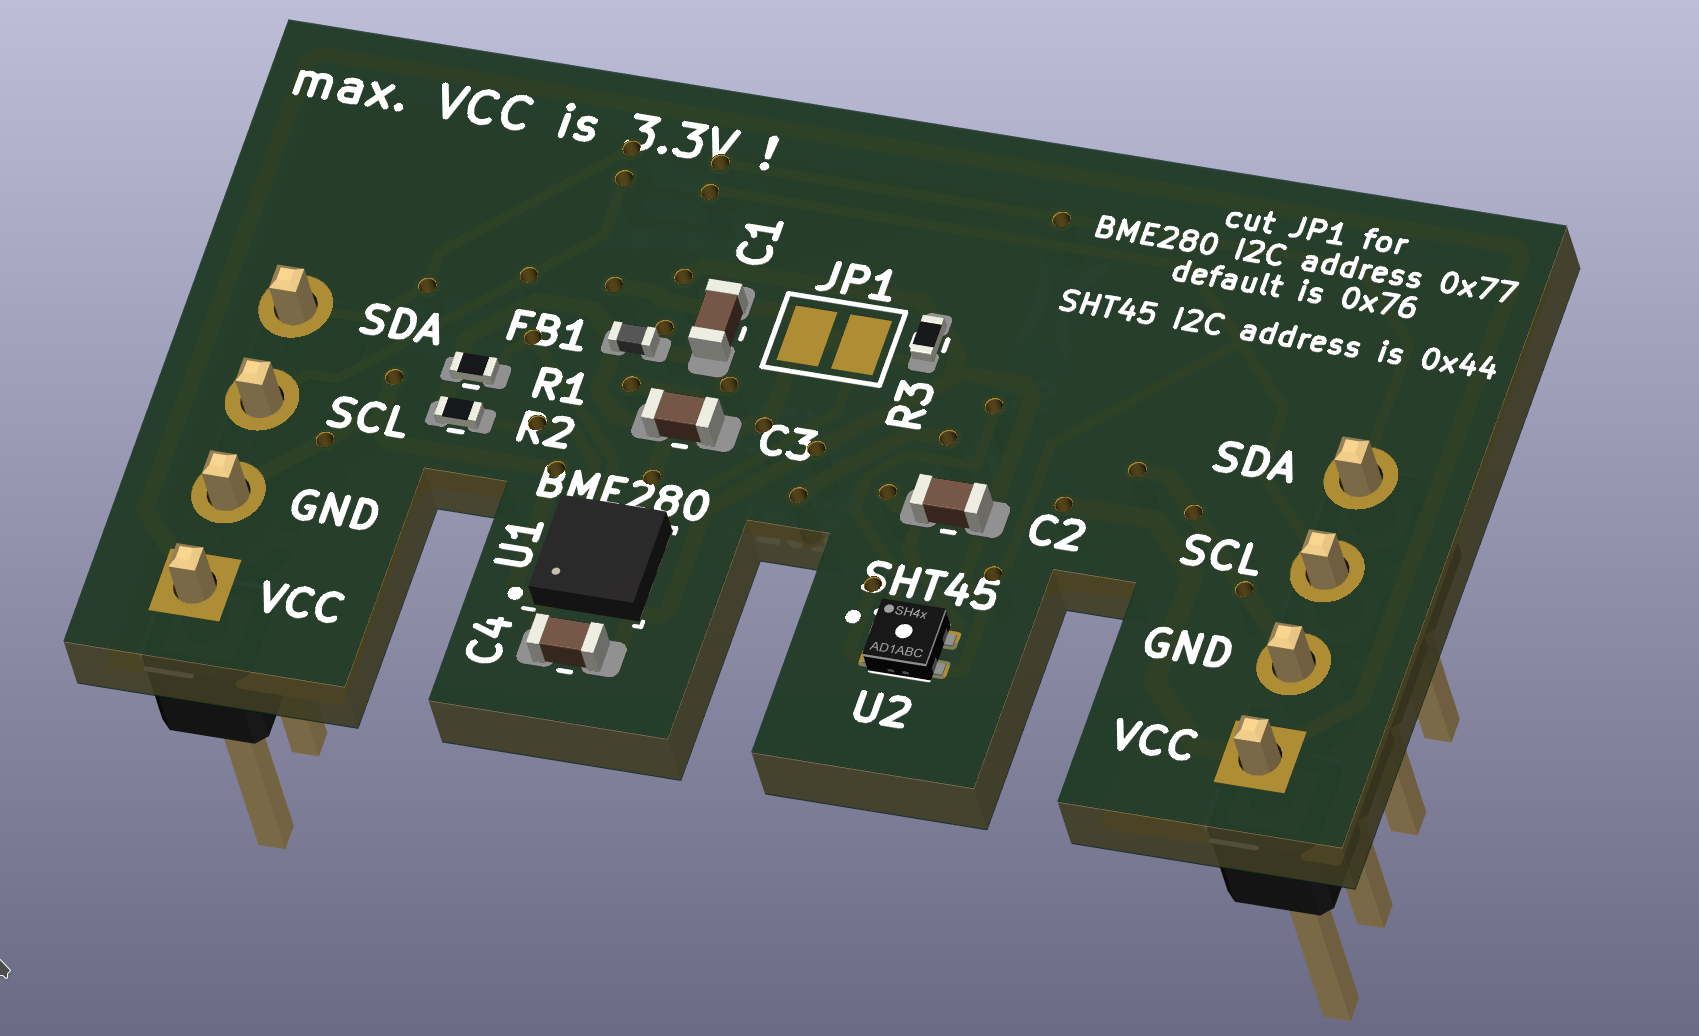 max. VCC is 3.3V !
cut JP1 for
BME280 I2C address 0x77
default is 0x76
SHT45 I2C address is 0x44
C1
JP1
SDA
FB1
R1
R3
SCL
R2
C3
SDA
GND
BME280
U1
C2
SCL
VCC
SHT45
SH4x
AD1ABC
C4
GND
U2
VCC